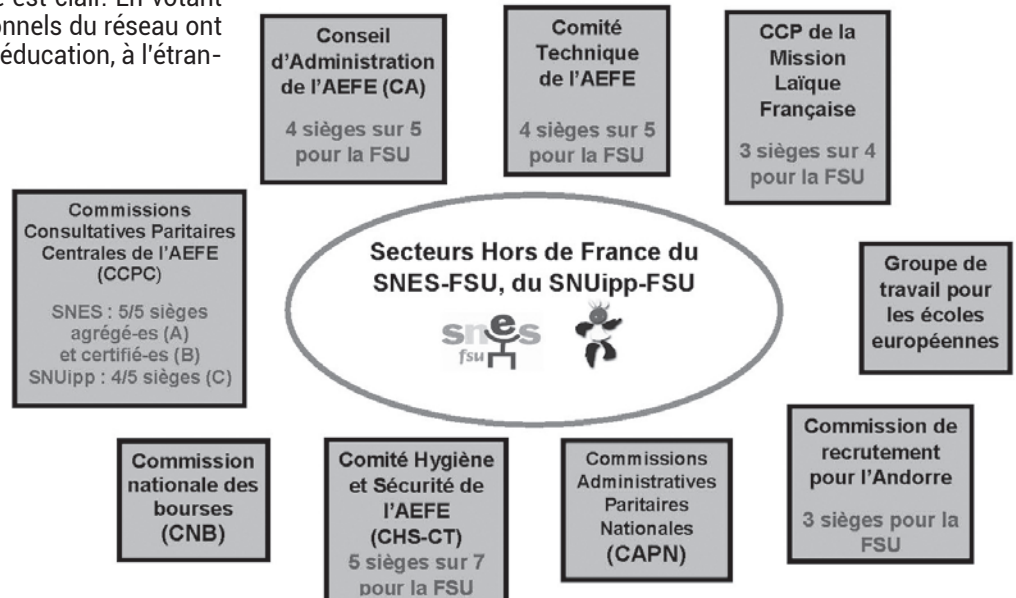 e est clair. En votant
onnels du réseau ont
éducation, à l'étran-
Conseil
d'Administration
de l'AEFE (CA)
4 sièges sur 5
pour la FSU
Comité
Technique
de l'AEFE
4 sièges sur 5
pour la FSU
CCP de la
Mission
Laïque
Française
3 sièges sur 4
pour la FSU
Commissions
Consultatives Paritaires
Centrales de l'AEFE
(CCPC)
SNES : 5/5 sièges
agrégé-es (A)
et certifié-es (B)
SNUipp : 4/5 sièges (C)
Secteurs Hors de France du
SNES-FSU, du SNUipp-FSU
snes
fsu
Groupe de
travail pour
les écoles
européennes
Commission
nationale des
bourses
(CNB)
Comité Hygiène
et Sécurité de
l'AEFE
(CHS-CT)
5 sièges sur 7
pour la FSU
Commissions
Administratives
Paritaires
Nationales
(CAPN)
Commission de
recrutement
pour l'Andorre
3 sièges pour la
FSU